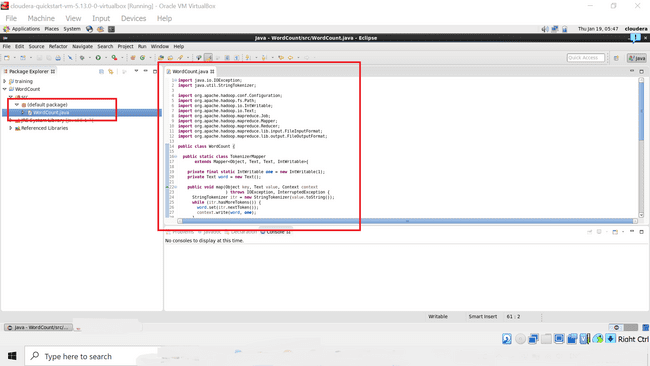 cloudera-quickstart-vm-5.13.0-0-virtualbox [Running] - Oracle VM VirtualBox
File Machine View Input Devices Help
Applications Places System
Thu Jan 19, 05:47 cloudera
Java - WordCount/src/WordCount.java - Eclipse
File Edit Source Refactor Navigate Search Project Run Window Help
Quick Access
Java
Package Explorer
training
WordCount
src
(default package)
WordCount.java
Referenced Libraries
WordCount.java
import java.io.IOException;
import java.util.StringTokenizer;
import org.apache.hadoop.conf.Configuration;
import org.apache.hadoop.fs.Path;
import org.apache.hadoop.io.IntWritable;
import org.apache.hadoop.io.Text;
import org.apache.hadoop.mapreduce.Job;
import org.apache.hadoop.mapreduce.Mapper;
import org.apache.hadoop.mapreduce.Reducer;
import org.apache.hadoop.mapreduce.lib.input.FileInputFormat;
import org.apache.hadoop.mapreduce.lib.output.FileOutputFormat;
public class WordCount {
public static class TokenizerMapper
extends Mapper<Object, Text, Text, IntWritable>{
private final static IntWritable one = new IntWritable(1);
private Text word = new Text();
public void map(Object key, Text value, Context context
) throws IOException, InterruptedException {
StringTokenizer itr = new StringTokenizer(value.toString());
while (itr.hasMoreTokens()) {
word.set(itr.nextToken());
context.write(word, one);
Problems Javadoc Declaration Console
No consoles to display at this time.
Writable Smart Insert 61 : 2
Java - WordCount/src/...
Right Ctrl
Type here to search